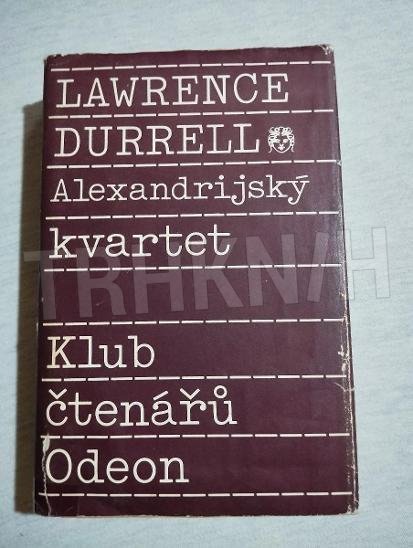 LAWRENCE
DURRELL
Alexandrijský
kvartet
TRHKNIH
Klub
čtenářů
Odeon